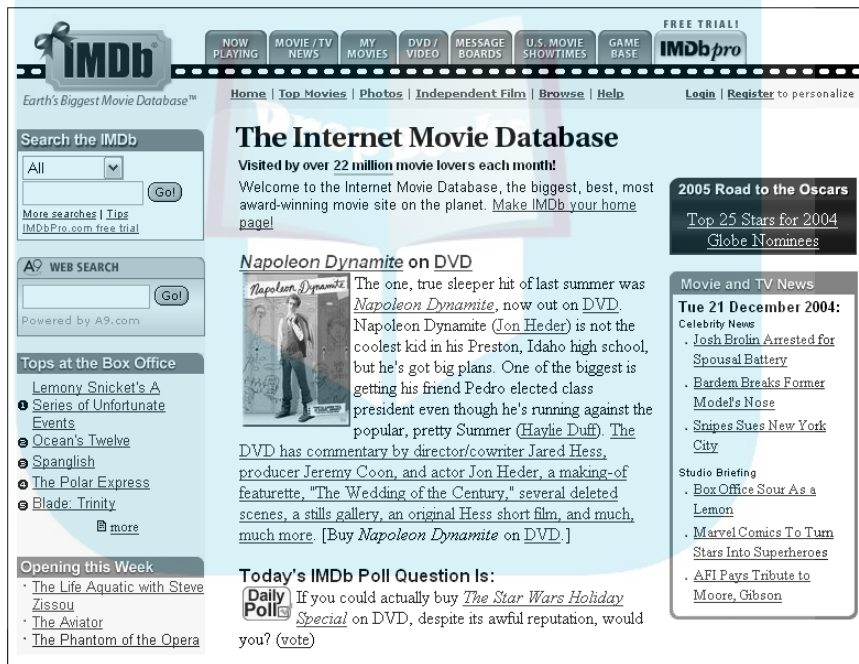 FREE TRIAL!
IMDb
NOW PLAYING
MOVIE / TV NEWS
MY MOVIES
DVD / VIDEO
MESSAGE BOARDS
U.S. MOVIE SHOWTIMES
GAME BASE
IMDbpro
Earth's Biggest Movie Database™
Home | Top Movies | Photos | Independent Film | Browse | Help
Login | Register to personalize
Search the IMDb
All
Go!
More searches | Tips
IMDbPro.com free trial
A9 WEB SEARCH
Go!
Powered by A9.com
Tops at the Box Office
1 Lemony Snicket's A
Series of Unfortunate
Events
2 Ocean's Twelve
3 Spanglish
4 The Polar Express
5 Blade: Trinity
more
Opening this Week
· The Life Aquatic with Steve
Zissou
· The Aviator
· The Phantom of the Opera
The Internet Movie Database
Visited by over 22 million movie lovers each month!
Welcome to the Internet Movie Database, the biggest, best, most
award-winning movie site on the planet. Make IMDb your home
page!
Napoleon Dynamite on DVD
Napoleon Dynamite
The one, true sleeper hit of last summer was
Napoleon Dynamite, now out on DVD.
Napoleon Dynamite (Jon Heder) is not the
coolest kid in his Preston, Idaho high school,
but he's got big plans. One of the biggest is
getting his friend Pedro elected class
president even though he's running against the
popular, pretty Summer (Haylie Duff). The
DVD has commentary by director/cowriter Jared Hess,
producer Jeremy Coon, and actor Jon Heder, a making-of
featurette, "The Wedding of the Century," several deleted
scenes, a stills gallery, an original Hess short film, and much,
much more. [Buy Napoleon Dynamite on DVD.]
Today's IMDb Poll Question Is:
Daily Poll
If you could actually buy The Star Wars Holiday
Special on DVD, despite its awful reputation, would
you? (vote)
2005 Road to the Oscars
Top 25 Stars for 2004
Globe Nominees
Movie and TV News
Tue 21 December 2004:
Celebrity News
. Josh Brolin Arrested for
Spousal Battery
. Bardem Breaks Former
Model's Nose
. Snipes Sues New York
City
Studio Briefing
. Box Office Sour As a
Lemon
. Marvel Comics To Turn
Stars Into Superheroes
. AFI Pays Tribute to
Moore, Gibson